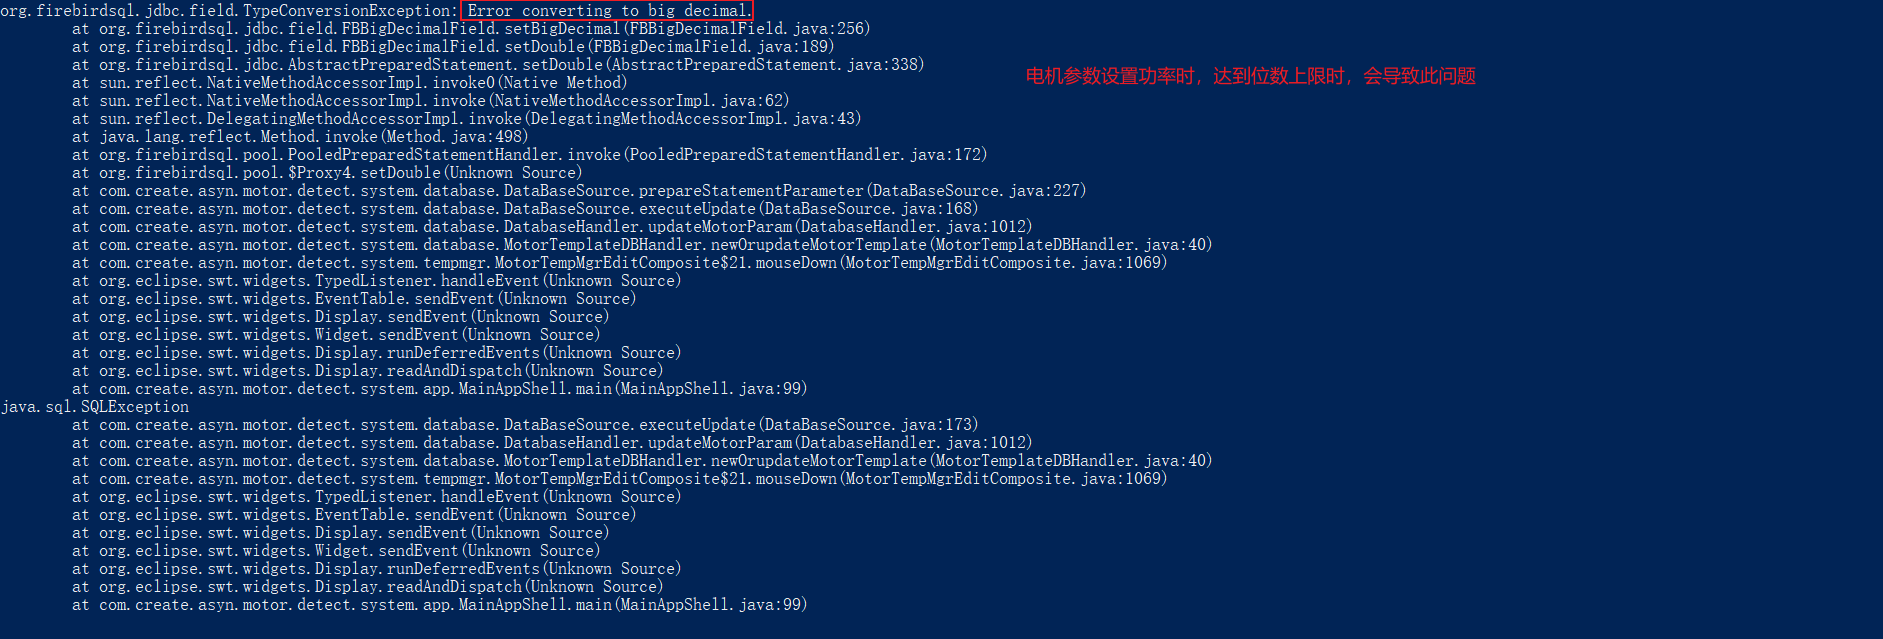 org.firebirdsql.jdbc.field.TypeConversionException: Error converting to big decimal.
at org.firebirdsql.jdbc.field.FBBigDecimalField.setBigDecimal(FBBigDecimalField.java:256)
at org.firebirdsql.jdbc.field.FBBigDecimalField.setDouble(FBBigDecimalField.java:189)
at org.firebirdsql.jdbc.AbstractPreparedStatement.setDouble(AbstractPreparedStatement.java:338)
电机参数设置功率时，达到位数上限时，会导致此问题
at sun.reflect.NativeMethodAccessorImpl.invoke0(Native Method)
at sun.reflect.NativeMethodAccessorImpl.invoke(NativeMethodAccessorImpl.java:62)
at sun.reflect.DelegatingMethodAccessorImpl.invoke(DelegatingMethodAccessorImpl.java:43)
at java.lang.reflect.Method.invoke(Method.java:498)
at org.firebirdsql.pool.PooledPreparedStatementHandler.invoke(PooledPreparedStatementHandler.java:172)
at org.firebirdsql.pool.$Proxy4.setDouble(Unknown Source)
at com.create.asyn.motor.detect.system.database.DataBaseSource.prepareStatementParameter(DataBaseSource.java:227)
at com.create.asyn.motor.detect.system.database.DataBaseSource.executeUpdate(DataBaseSource.java:168)
at com.create.asyn.motor.detect.system.database.DatabaseHandler.updateMotorParam(DatabaseHandler.java:1012)
at com.create.asyn.motor.detect.system.database.MotorTemplateDBHandler.newOrupdateMotorTemplate(MotorTemplateDBHandler.java:40)
at com.create.asyn.motor.detect.system.tempmgr.MotorTempMgrEditComposite$21.mouseDown(MotorTempMgrEditComposite.java:1069)
at org.eclipse.swt.widgets.TypedListener.handleEvent(Unknown Source)
at org.eclipse.swt.widgets.EventTable.sendEvent(Unknown Source)
at org.eclipse.swt.widgets.Display.sendEvent(Unknown Source)
at org.eclipse.swt.widgets.Widget.sendEvent(Unknown Source)
at org.eclipse.swt.widgets.Display.runDeferredEvents(Unknown Source)
at org.eclipse.swt.widgets.Display.readAndDispatch(Unknown Source)
at com.create.asyn.motor.detect.system.app.MainAppShell.main(MainAppShell.java:99)
java.sql.SQLException
at com.create.asyn.motor.detect.system.database.DataBaseSource.executeUpdate(DataBaseSource.java:173)
at com.create.asyn.motor.detect.system.database.DatabaseHandler.updateMotorParam(DatabaseHandler.java:1012)
at com.create.asyn.motor.detect.system.database.MotorTemplateDBHandler.newOrupdateMotorTemplate(MotorTemplateDBHandler.java:40)
at com.create.asyn.motor.detect.system.tempmgr.MotorTempMgrEditComposite$21.mouseDown(MotorTempMgrEditComposite.java:1069)
at org.eclipse.swt.widgets.TypedListener.handleEvent(Unknown Source)
at org.eclipse.swt.widgets.EventTable.sendEvent(Unknown Source)
at org.eclipse.swt.widgets.Display.sendEvent(Unknown Source)
at org.eclipse.swt.widgets.Widget.sendEvent(Unknown Source)
at org.eclipse.swt.widgets.Display.runDeferredEvents(Unknown Source)
at org.eclipse.swt.widgets.Display.readAndDispatch(Unknown Source)
at com.create.asyn.motor.detect.system.app.MainAppShell.main(MainAppShell.java:99)